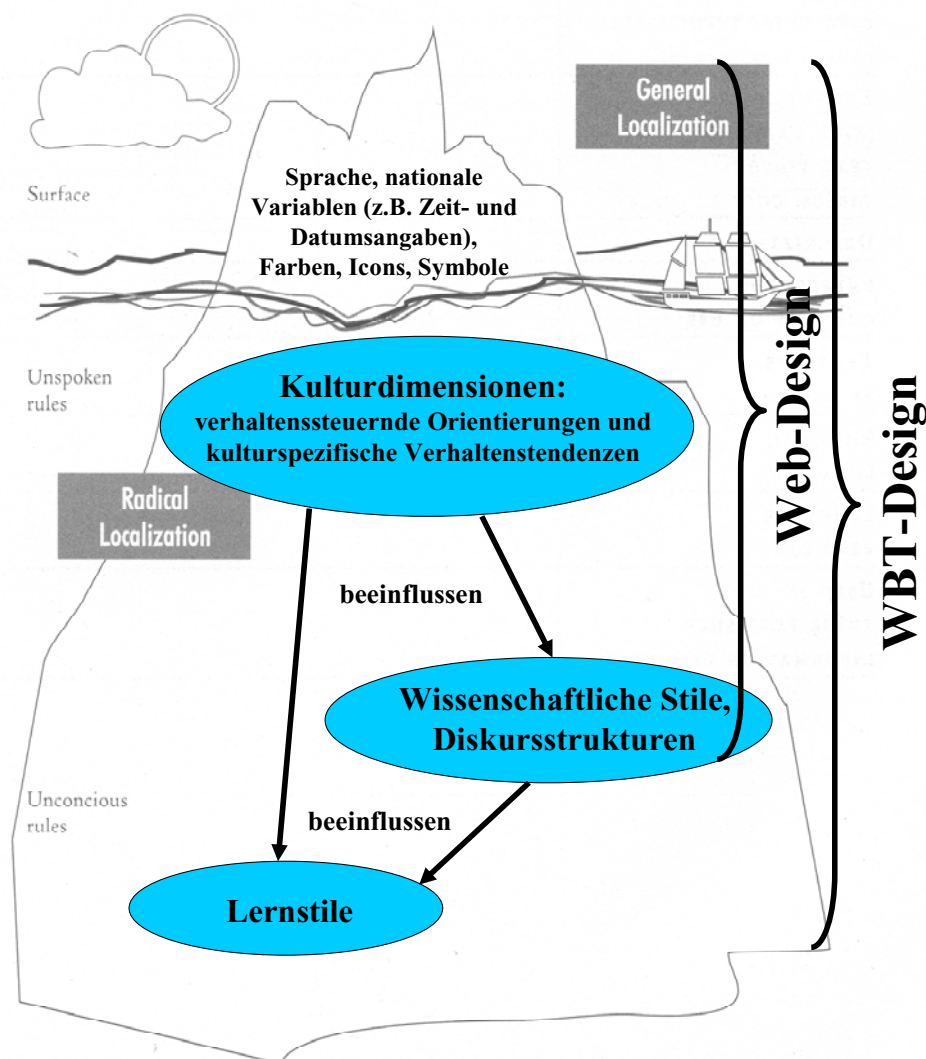 General
Localization
Surface
Sprache, nationale
Variablen (z.B. Zeit- und
Datumsangaben),
Farben, Icons, Symbole
Unspoken
rules
Kulturdimensionen:
verhaltenssteuernde Orientierungen und
kulturspezifische Verhaltenstendenzen
Web-Design
WBT-Design
Radical
Localization
beeinflussen
Wissenschaftliche Stile,
Diskursstrukturen
Unconcious
rules
beeinflussen
Lernstile